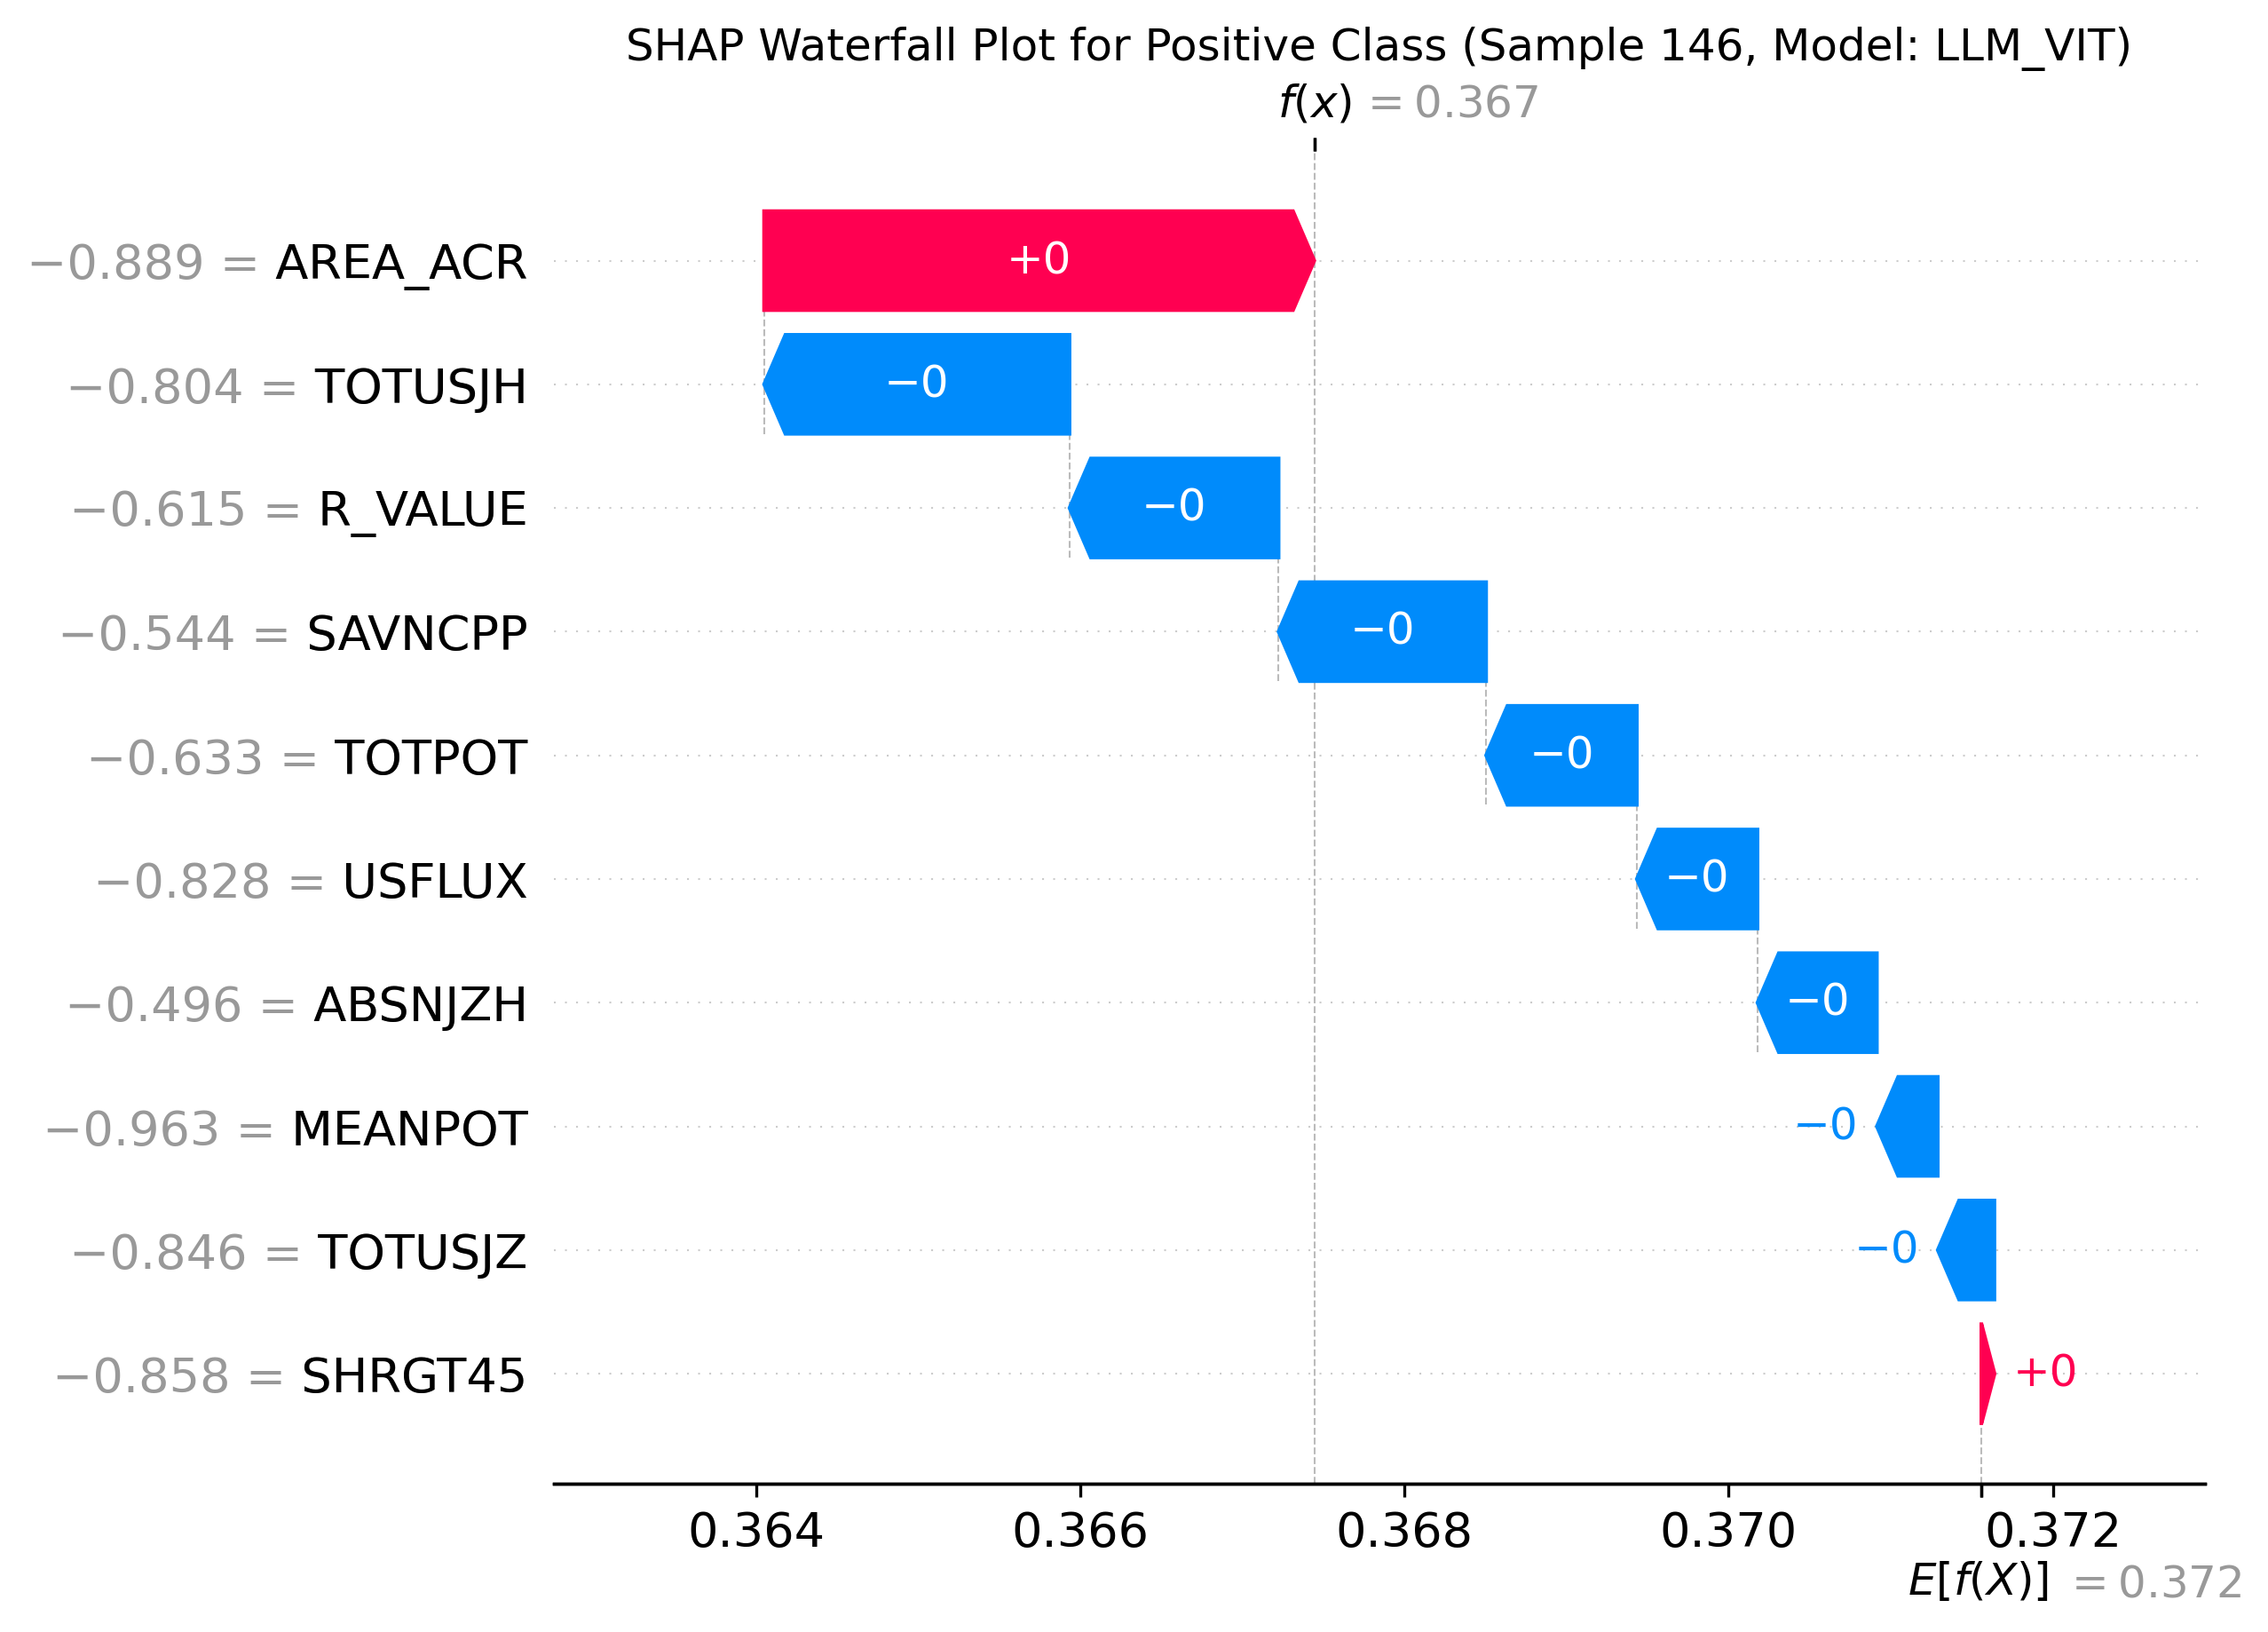 SHAP Waterfall Plot for Positive Class (Sample 146, Model: LLM_VIT)
f(x) = 0.367
−0.889 = AREA_ACR +0
−0.804 = TOTUSJH −0
−0.615 = R_VALUE −0
−0.544 = SAVNCPP −0
−0.633 = TOTPOT −0
−0.828 = USFLUX −0
−0.496 = ABSNJZH −0
−0.963 = MEANPOT −0
−0.846 = TOTUSJZ −0
−0.858 = SHRGT45 +0
0.364 0.366 0.368 0.370 0.372
E[f(X)] = 0.372